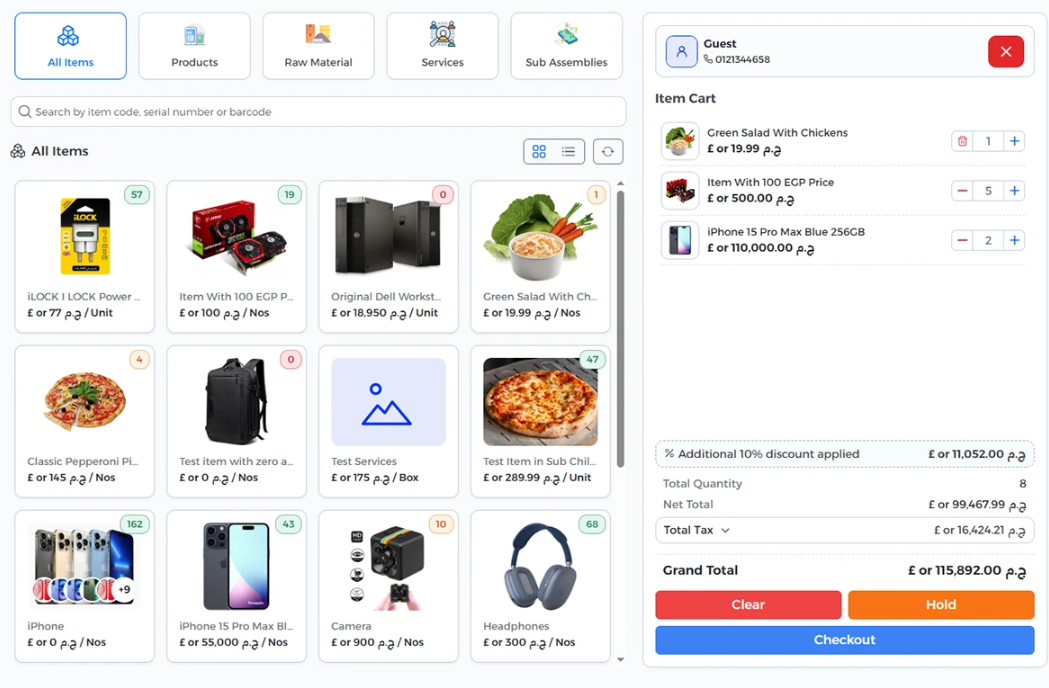 All Items
Products
Raw Material
Services
Sub Assemblies
Search by item code, serial number or barcode
All Items
57
iLOCK
iLOCK I LOCK Power ...
£ or 77 ج.م / Unit
19
Item With 100 EGP P...
£ or 100 ج.م / Nos
0
Original Dell Workst...
£ or 18,950 ج.م / Unit
1
Green Salad With Ch...
£ or 19.99 ج.م / Nos
4
Classic Pepperoni Pi...
£ or 145 ج.م / Nos
0
Test item with zero a...
£ or 0 ج.م / Nos
Test Services
£ or 175 ج.م / Box
47
Test Item in Sub Chil...
£ or 289.99 ج.م / Unit
162
+9
iPhone
£ or 0 ج.م / Nos
43
iPhone 15 Pro Max Bl...
£ or 55,000 ج.م / Nos
10
HD
Camera
£ or 900 ج.م / Nos
68
Headphones
£ or 300 ج.م / Nos
Guest
0121344658
Item Cart
Green Salad With Chickens
£ or 19.99 ج.م
1
Item With 100 EGP Price
£ or 500.00 ج.م
5
iPhone 15 Pro Max Blue 256GB
£ or 110,000.00 ج.م
2
% Additional 10% discount applied £ or 11,052.00 ج.م
Total Quantity 8
Net Total £ or 99,467.99 ج.م
Total Tax £ or 16,424.21 ج.م
Grand Total £ or 115,892.00 ج.م
Clear
Hold
Checkout